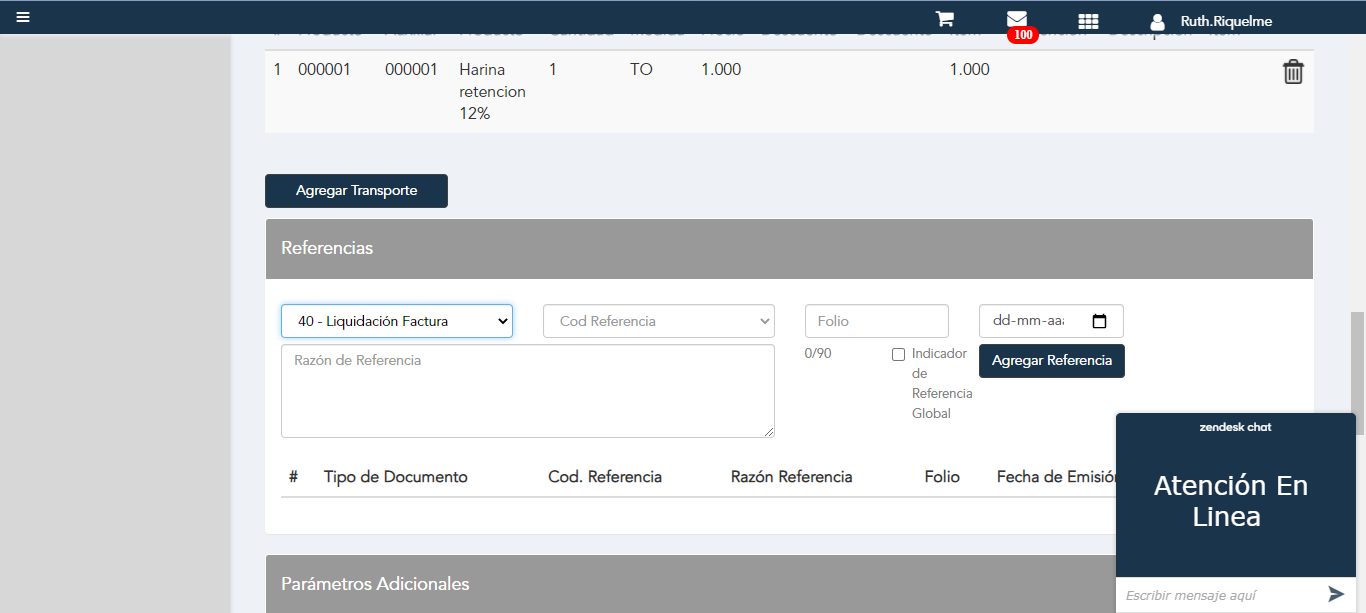 Ruth.Riquelme
100
1 000001 000001 Harina 1 TO 1.000 1.000
retencion
12%
Agregar Transporte
Referencias
40 - Liquidación Factura Cod Referencia Folio dd-mm-aa
Razón de Referencia 0/90 Indicador Agregar Referencia
de
Referencia
Global
zendesk chat
# Tipo de Documento Cod. Referencia Razón Referencia Folio Fecha de Emisión
Atención En
Linea
Parámetros Adicionales
Escribir mensaje aquí